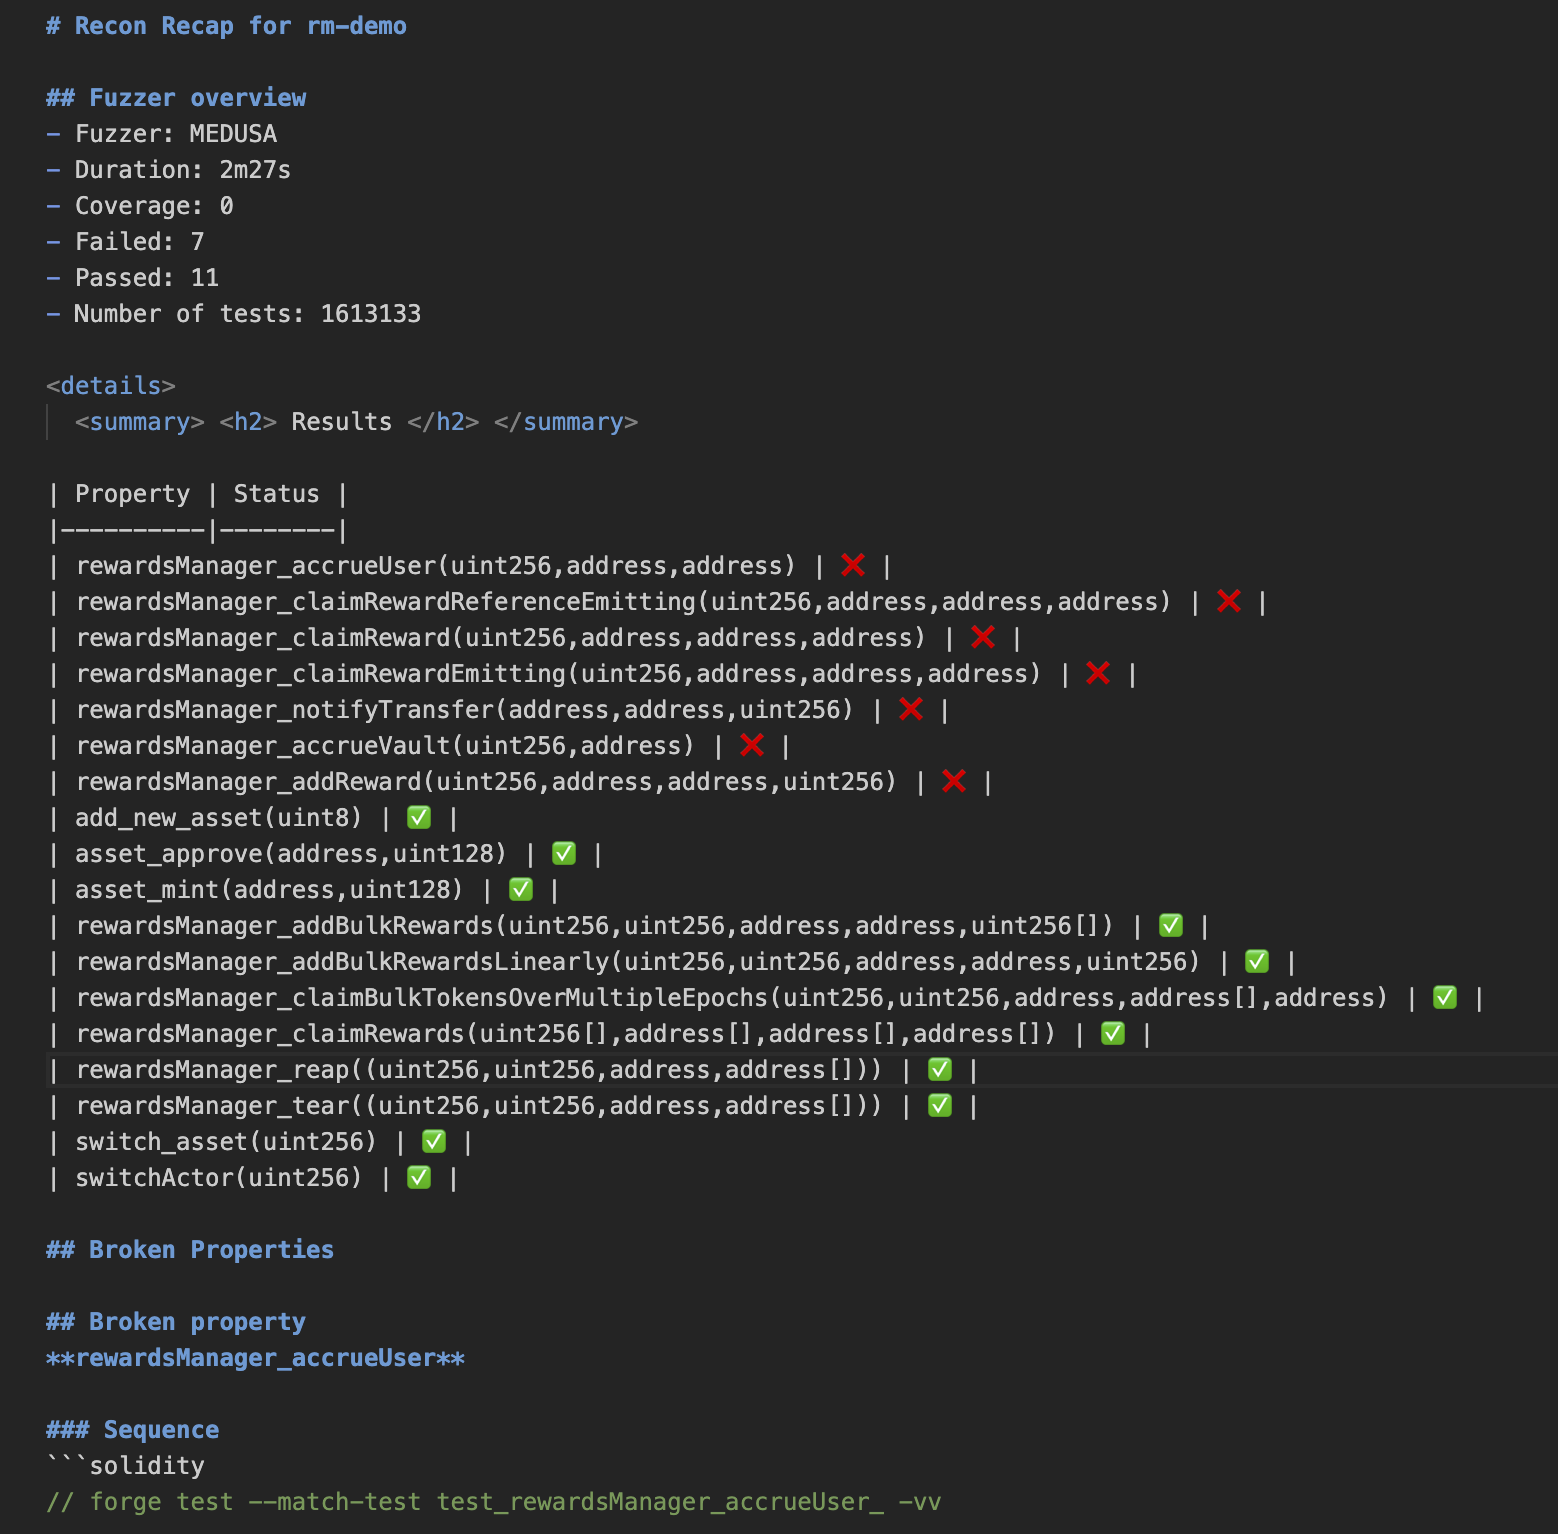 # Recon Recap for rm-demo
## Fuzzer overview
- Fuzzer: MEDUSA
- Duration: 2m27s
- Coverage: 0
- Failed: 7
- Passed: 11
- Number of tests: 1613133
<details>
<summary> <h2> Results </h2> </summary>
| Property | Status |
|----------|--------|
| rewardsManager_accrueUser(uint256,address,address) | ❌ |
| rewardsManager_claimRewardReferenceEmitting(uint256,address,address,address) | ❌ |
| rewardsManager_claimReward(uint256,address,address,address) | ❌ |
| rewardsManager_claimRewardEmitting(uint256,address,address,address) | ❌ |
| rewardsManager_notifyTransfer(address,address,uint256) | ❌ |
| rewardsManager_accrueVault(uint256,address) | ❌ |
| rewardsManager_addReward(uint256,address,address,uint256) | ❌ |
| add_new_asset(uint8) | ✅ |
| asset_approve(address,uint128) | ✅ |
| asset_mint(address,uint128) | ✅ |
| rewardsManager_addBulkRewards(uint256,uint256,address,address,uint256[]) | ✅ |
| rewardsManager_addBulkRewardsLinearly(uint256,uint256,address,address,uint256) | ✅ |
| rewardsManager_claimBulkTokensOverMultipleEpochs(uint256,uint256,address,address[],address) | ✅ |
| rewardsManager_claimRewards(uint256[],address[],address[],address[]) | ✅ |
| rewardsManager_reap((uint256,uint256,address,address[])) | ✅ |
| rewardsManager_tear((uint256,uint256,address,address[])) | ✅ |
| switch_asset(uint256) | ✅ |
| switchActor(uint256) | ✅ |
## Broken Properties
## Broken property
**rewardsManager_accrueUser**
### Sequence
```solidity
// forge test --match-test test_rewardsManager_accrueUser_ -vv